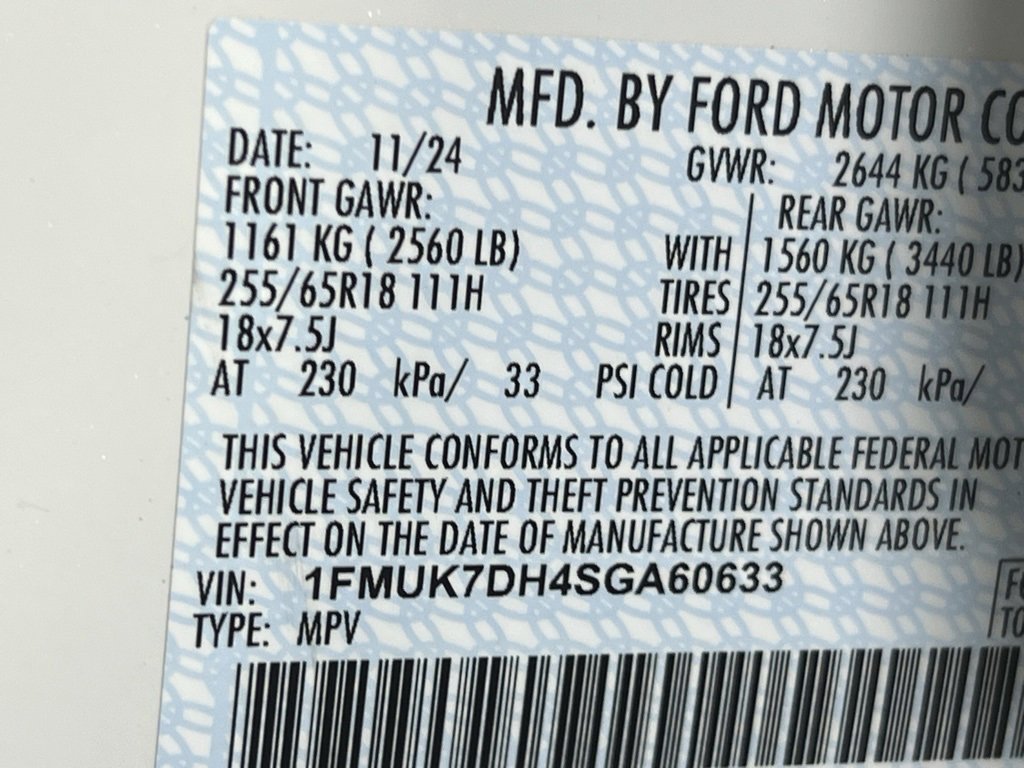 MFD. BY FORD MOTOR CO
DATE: 11/24 GVWR: 2644 KG ( 583
FRONT GAWR: REAR GAWR:
1161 KG ( 2560 LB) WITH 1560 KG ( 3440 LB)
255/65R18 111H TIRES 255/65R18 111H
18x7.5J RIMS 18x7.5J
AT 230 kPa/ 33 PSI COLD AT 230 kPa/
THIS VEHICLE CONFORMS TO ALL APPLICABLE FEDERAL MOT
VEHICLE SAFETY AND THEFT PREVENTION STANDARDS IN
EFFECT ON THE DATE OF MANUFACTURE SHOWN ABOVE.
VIN: 1FMUK7DH4SGA60633
TYPE: MPV
TO